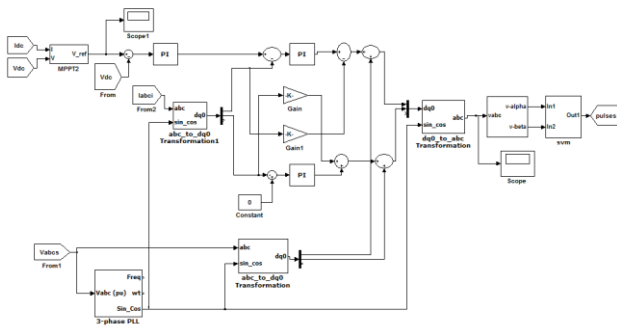 Idc
I
V
V_ref
MPPT2
Vdc
Scope1
PI
PI
Vdc
From
Iabci
From2
abc
sin_cos
dq0
abc_to_dq0
Transformation1
-K-
Gain
-K-
Gain1
0
Constant
PI
dq0
sin_cos
abc
dq0_to_abc
Transformation
vabc
v-alpha
v-beta
In1
In2
Out1
svm
pulses
Scope
Vabcs
From1
abc
sin_cos
dq0
abc_to_dq0
Transformation
Vabc (pu)
Freq
wt
Sin_Cos
3-phase PLL